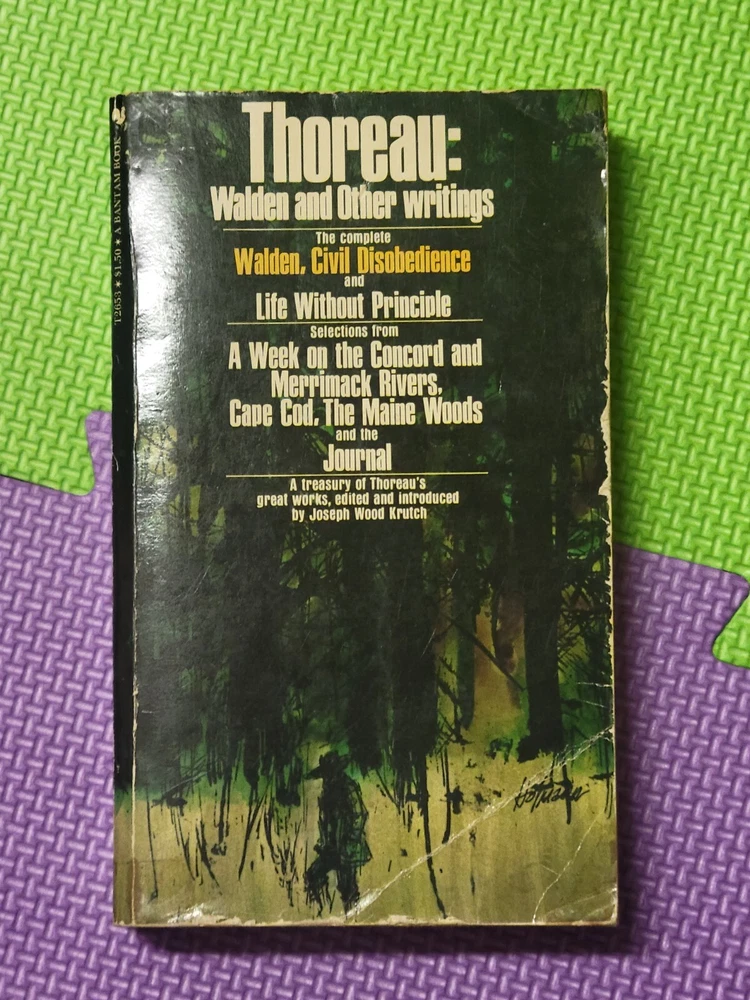 Thoreau:
Walden and Other writings
The complete
Walden, Civil Disobedience
and
Life Without Principle
Selections from
A Week on the Concord and
Merrimack Rivers,
Cape Cod, The Maine Woods
and the
Journal
A treasury of Thoreau's
great works, edited and introduced
by Joseph Wood Krutch
T2653 ★ $1.50 ★ A BANTAM BOOK